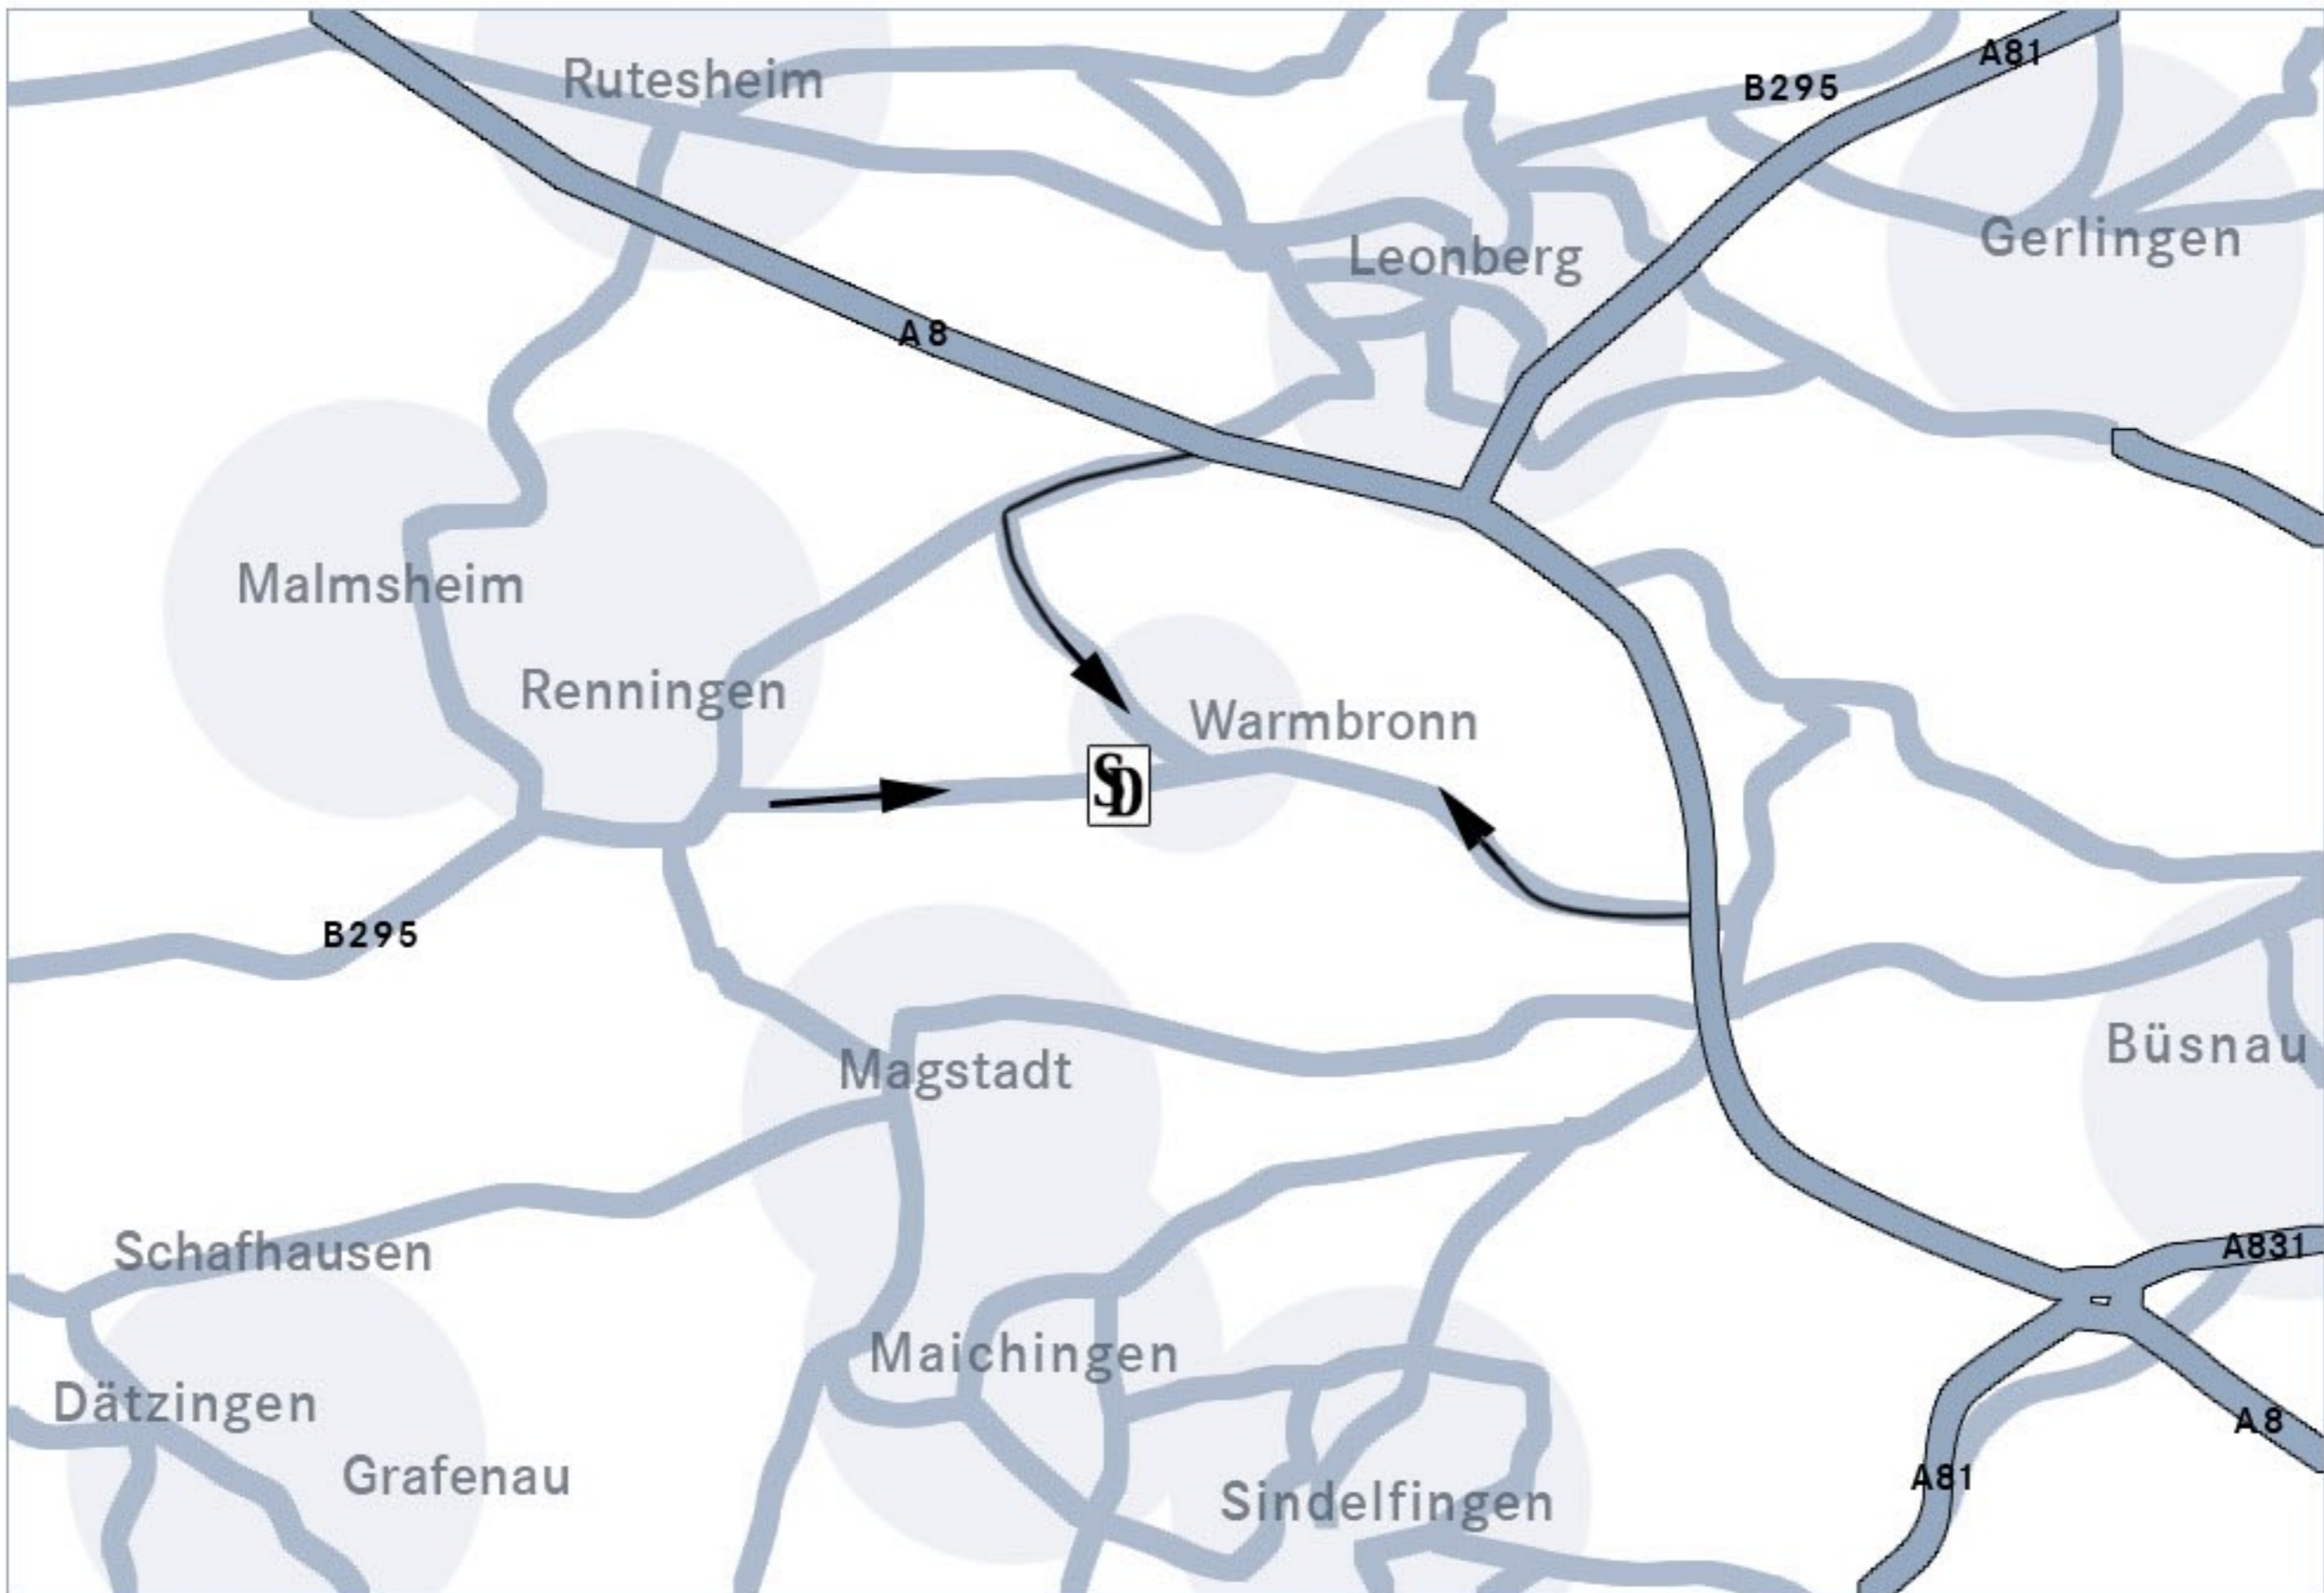 A81
Rutesheim
B295
Gerlingen
Leonberg
A8
Malmsheim
Renningen
Warmbronn
SD
B295
Büsnau
Magstadt
A831
Schafhausen
Maichingen
Dätzingen
A8
Grafenau
A81
Sindelfingen